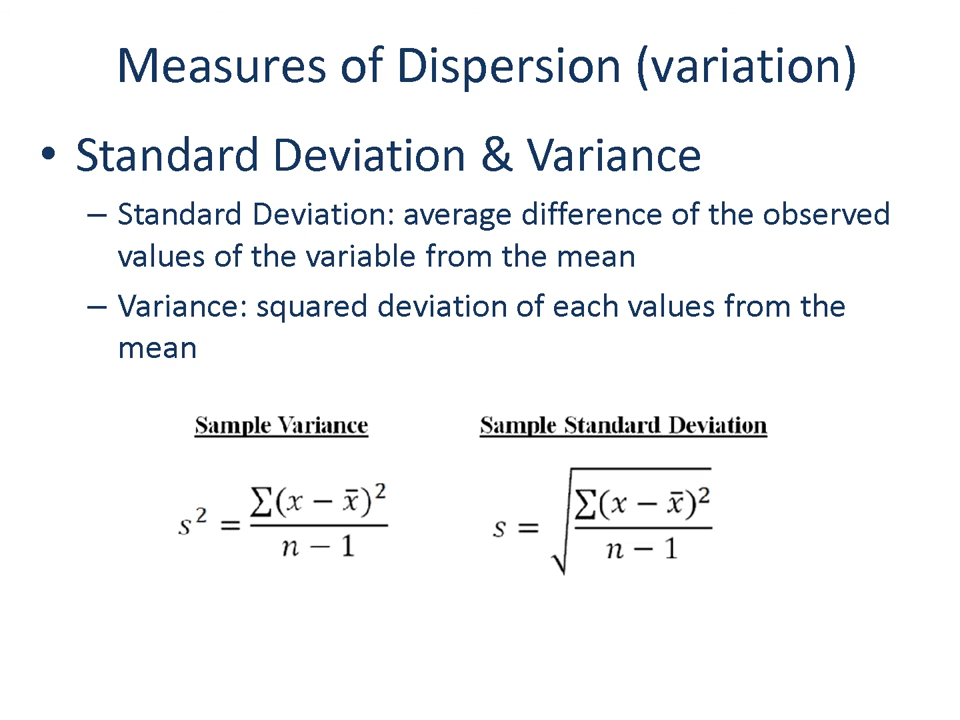 Measures of Dispersion (variation)
• Standard Deviation & Variance
– Standard Deviation: average difference of the observed
values of the variable from the mean
– Variance: squared deviation of each values from the
mean
Sample Variance
s² = ∑(x − x̄)² / n − 1
Sample Standard Deviation
s = √(∑(x − x̄)² / n − 1)